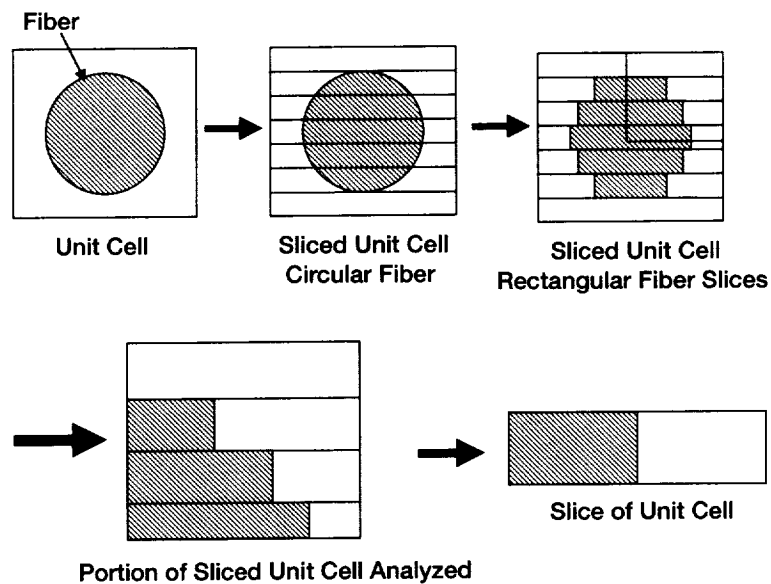 Fiber
Unit Cell
Sliced Unit Cell
Circular Fiber
Sliced Unit Cell
Rectangular Fiber Slices
Portion of Sliced Unit Cell Analyzed
Slice of Unit Cell